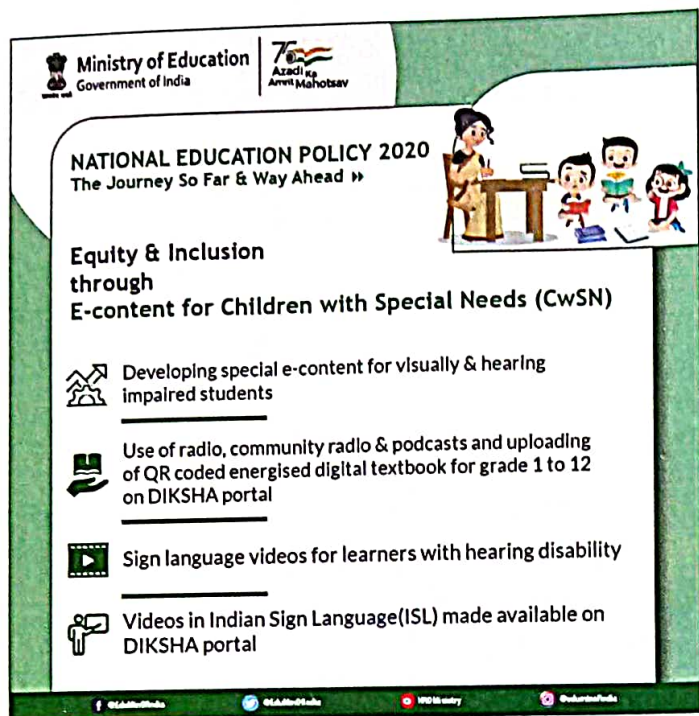 Ministry of Education
Government of India
75
Azadi Ka
Amrit Mahotsav
NATIONAL EDUCATION POLICY 2020
The Journey So Far & Way Ahead
Equity & Inclusion
through
E-content for Children with Special Needs (CwSN)
Developing special e-content for visually & hearing
impaired students
Use of radio, community radio & podcasts and uploading
of QR coded energised digital textbook for grade 1 to 12
on DIKSHA portal
Sign language videos for learners with hearing disability
Videos in Indian Sign Language(ISL) made available on
DIKSHA portal